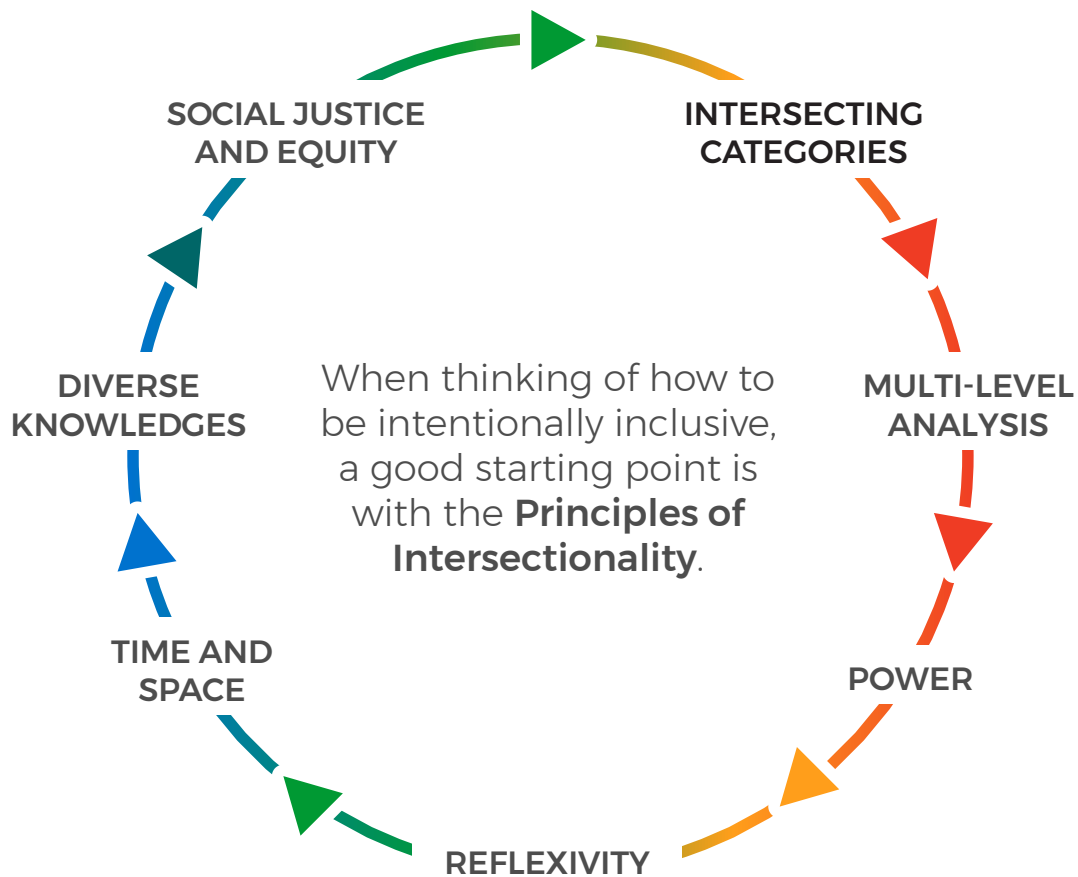 SOCIAL JUSTICE
AND EQUITY
INTERSECTING
CATEGORIES
MULTI-LEVEL
ANALYSIS
POWER
REFLEXIVITY
TIME AND
SPACE
DIVERSE
KNOWLEDGES
When thinking of how to
be intentionally inclusive,
a good starting point is
with the Principles of
Intersectionality.